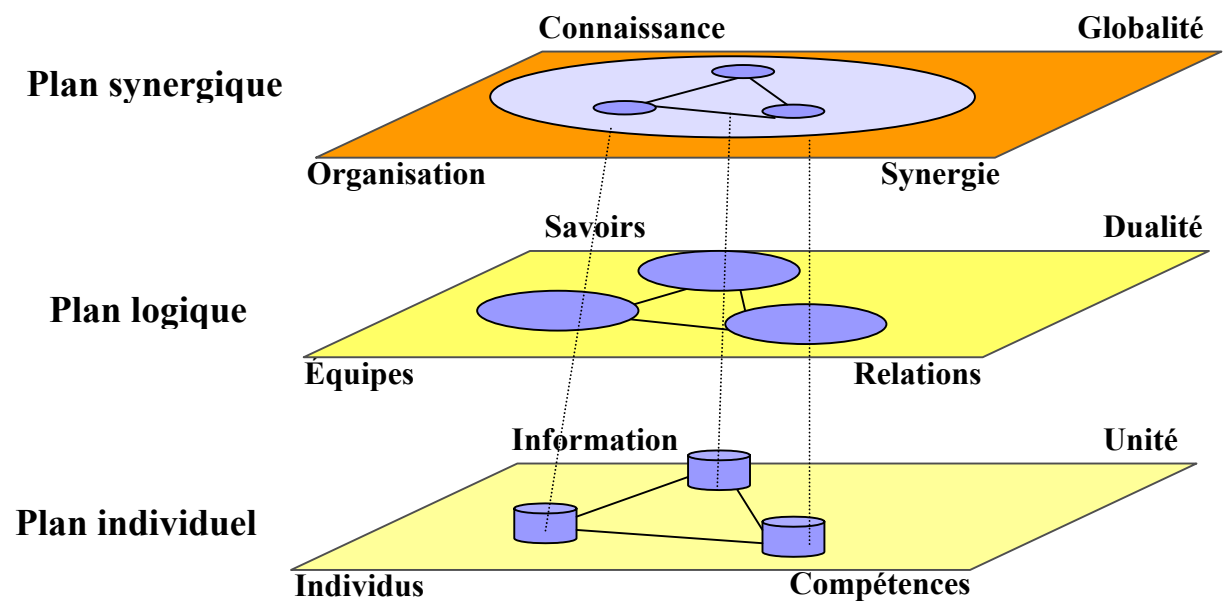 Connaissance Globalité
Plan synergique
Organisation Synergie
Savoirs Dualité
Plan logique
Équipes Relations
Information Unité
Plan individuel
Individus Compétences